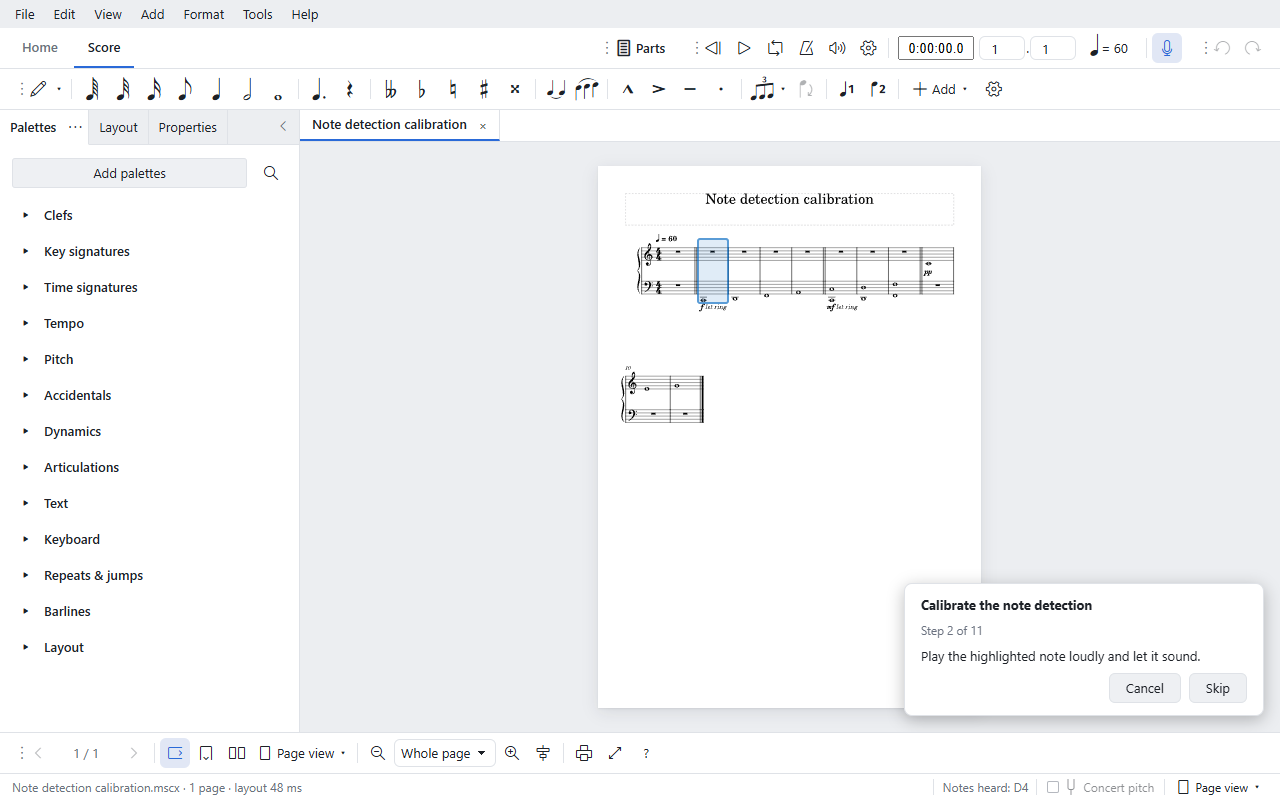 File Edit View Add Format Tools Help
Home Score Parts 0:00:00.0 1 . 1 = 60
3 1 2 Add
Palettes Layout Properties Note detection calibration
Add palettes
Clefs
Key signatures
Time signatures
Tempo
Pitch
Accidentals
Dynamics
Articulations
Text
Keyboard
Repeats & jumps
Barlines
Layout
Note detection calibration
= 60
pp
f let ring mf let ring
10
Calibrate the note detection
Step 2 of 11
Play the highlighted note loudly and let it sound.
Cancel Skip
1 / 1 Page view Whole page ?
Note detection calibration.mscx · 1 page · layout 48 ms Notes heard: D4 Concert pitch Page view